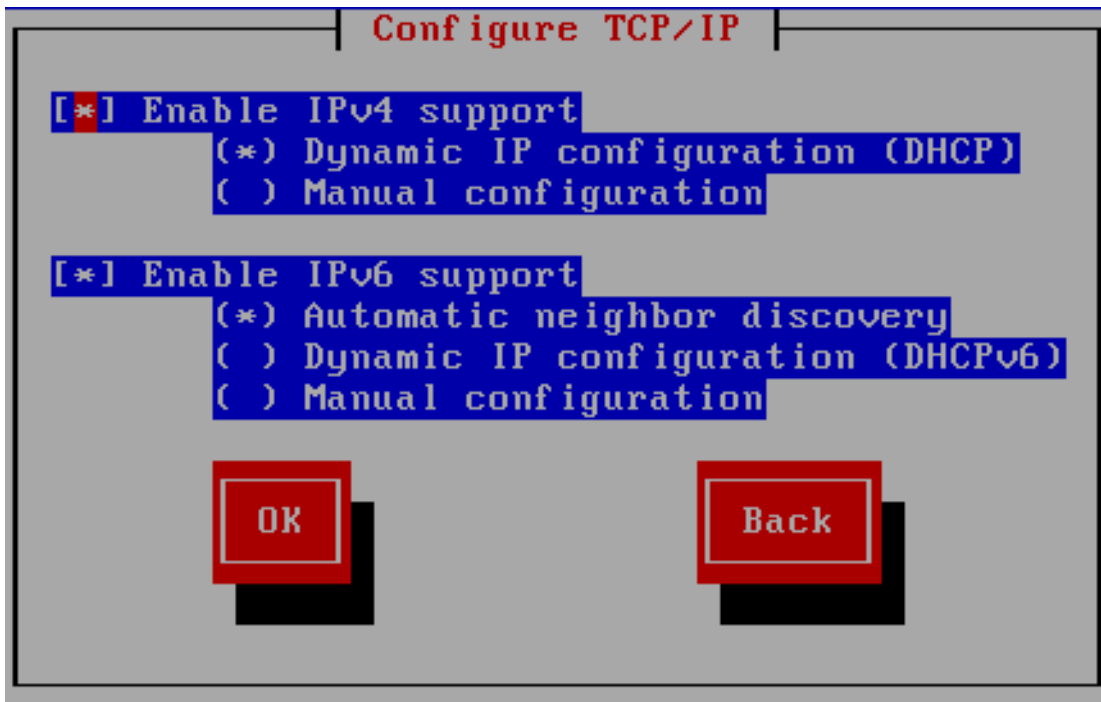 Configure TCP/IP
[*] Enable IPv4 support
(*) Dynamic IP configuration (DHCP)
( ) Manual configuration
[*] Enable IPv6 support
(*) Automatic neighbor discovery
( ) Dynamic IP configuration (DHCPv6)
( ) Manual configuration
OK Back